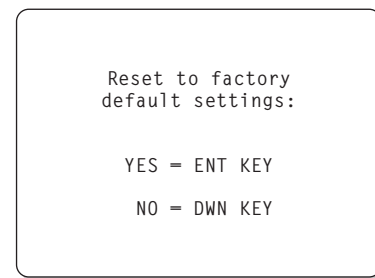 Reset to factory
default settings:
YES = ENT KEY
NO = DWN KEY